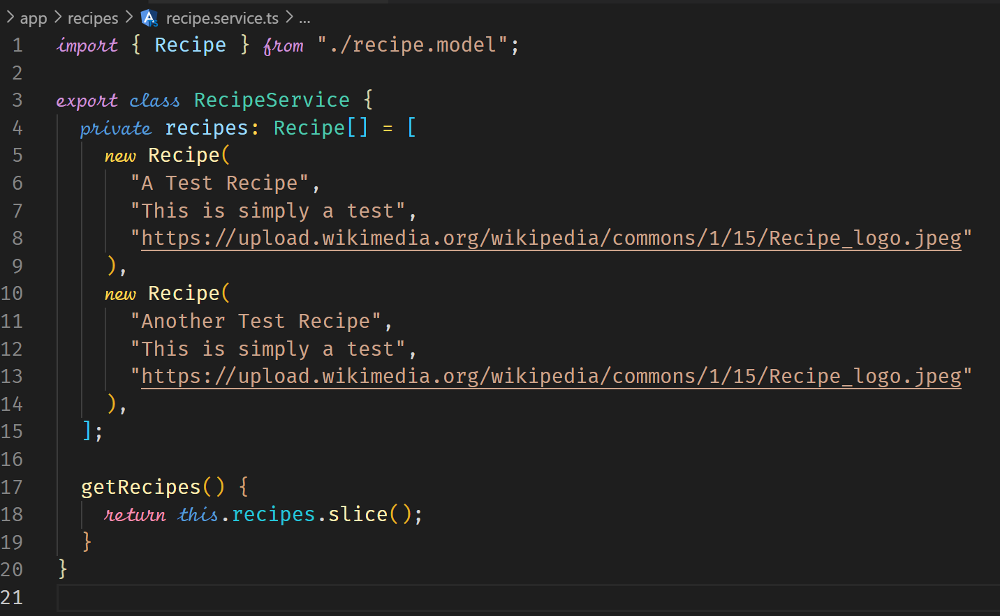 > app > recipes > recipe.service.ts > ...
1 import { Recipe } from "./recipe.model";
2
3 export class RecipeService {
4   private recipes: Recipe[] = [
5     new Recipe(
6       "A Test Recipe",
7       "This is simply a test",
8       "https://upload.wikimedia.org/wikipedia/commons/1/15/Recipe_logo.jpeg"
9     ),
10     new Recipe(
11       "Another Test Recipe",
12       "This is simply a test",
13       "https://upload.wikimedia.org/wikipedia/commons/1/15/Recipe_logo.jpeg"
14     ),
15   ];
16
17   getRecipes() {
18     return this.recipes.slice();
19   }
20 }
21